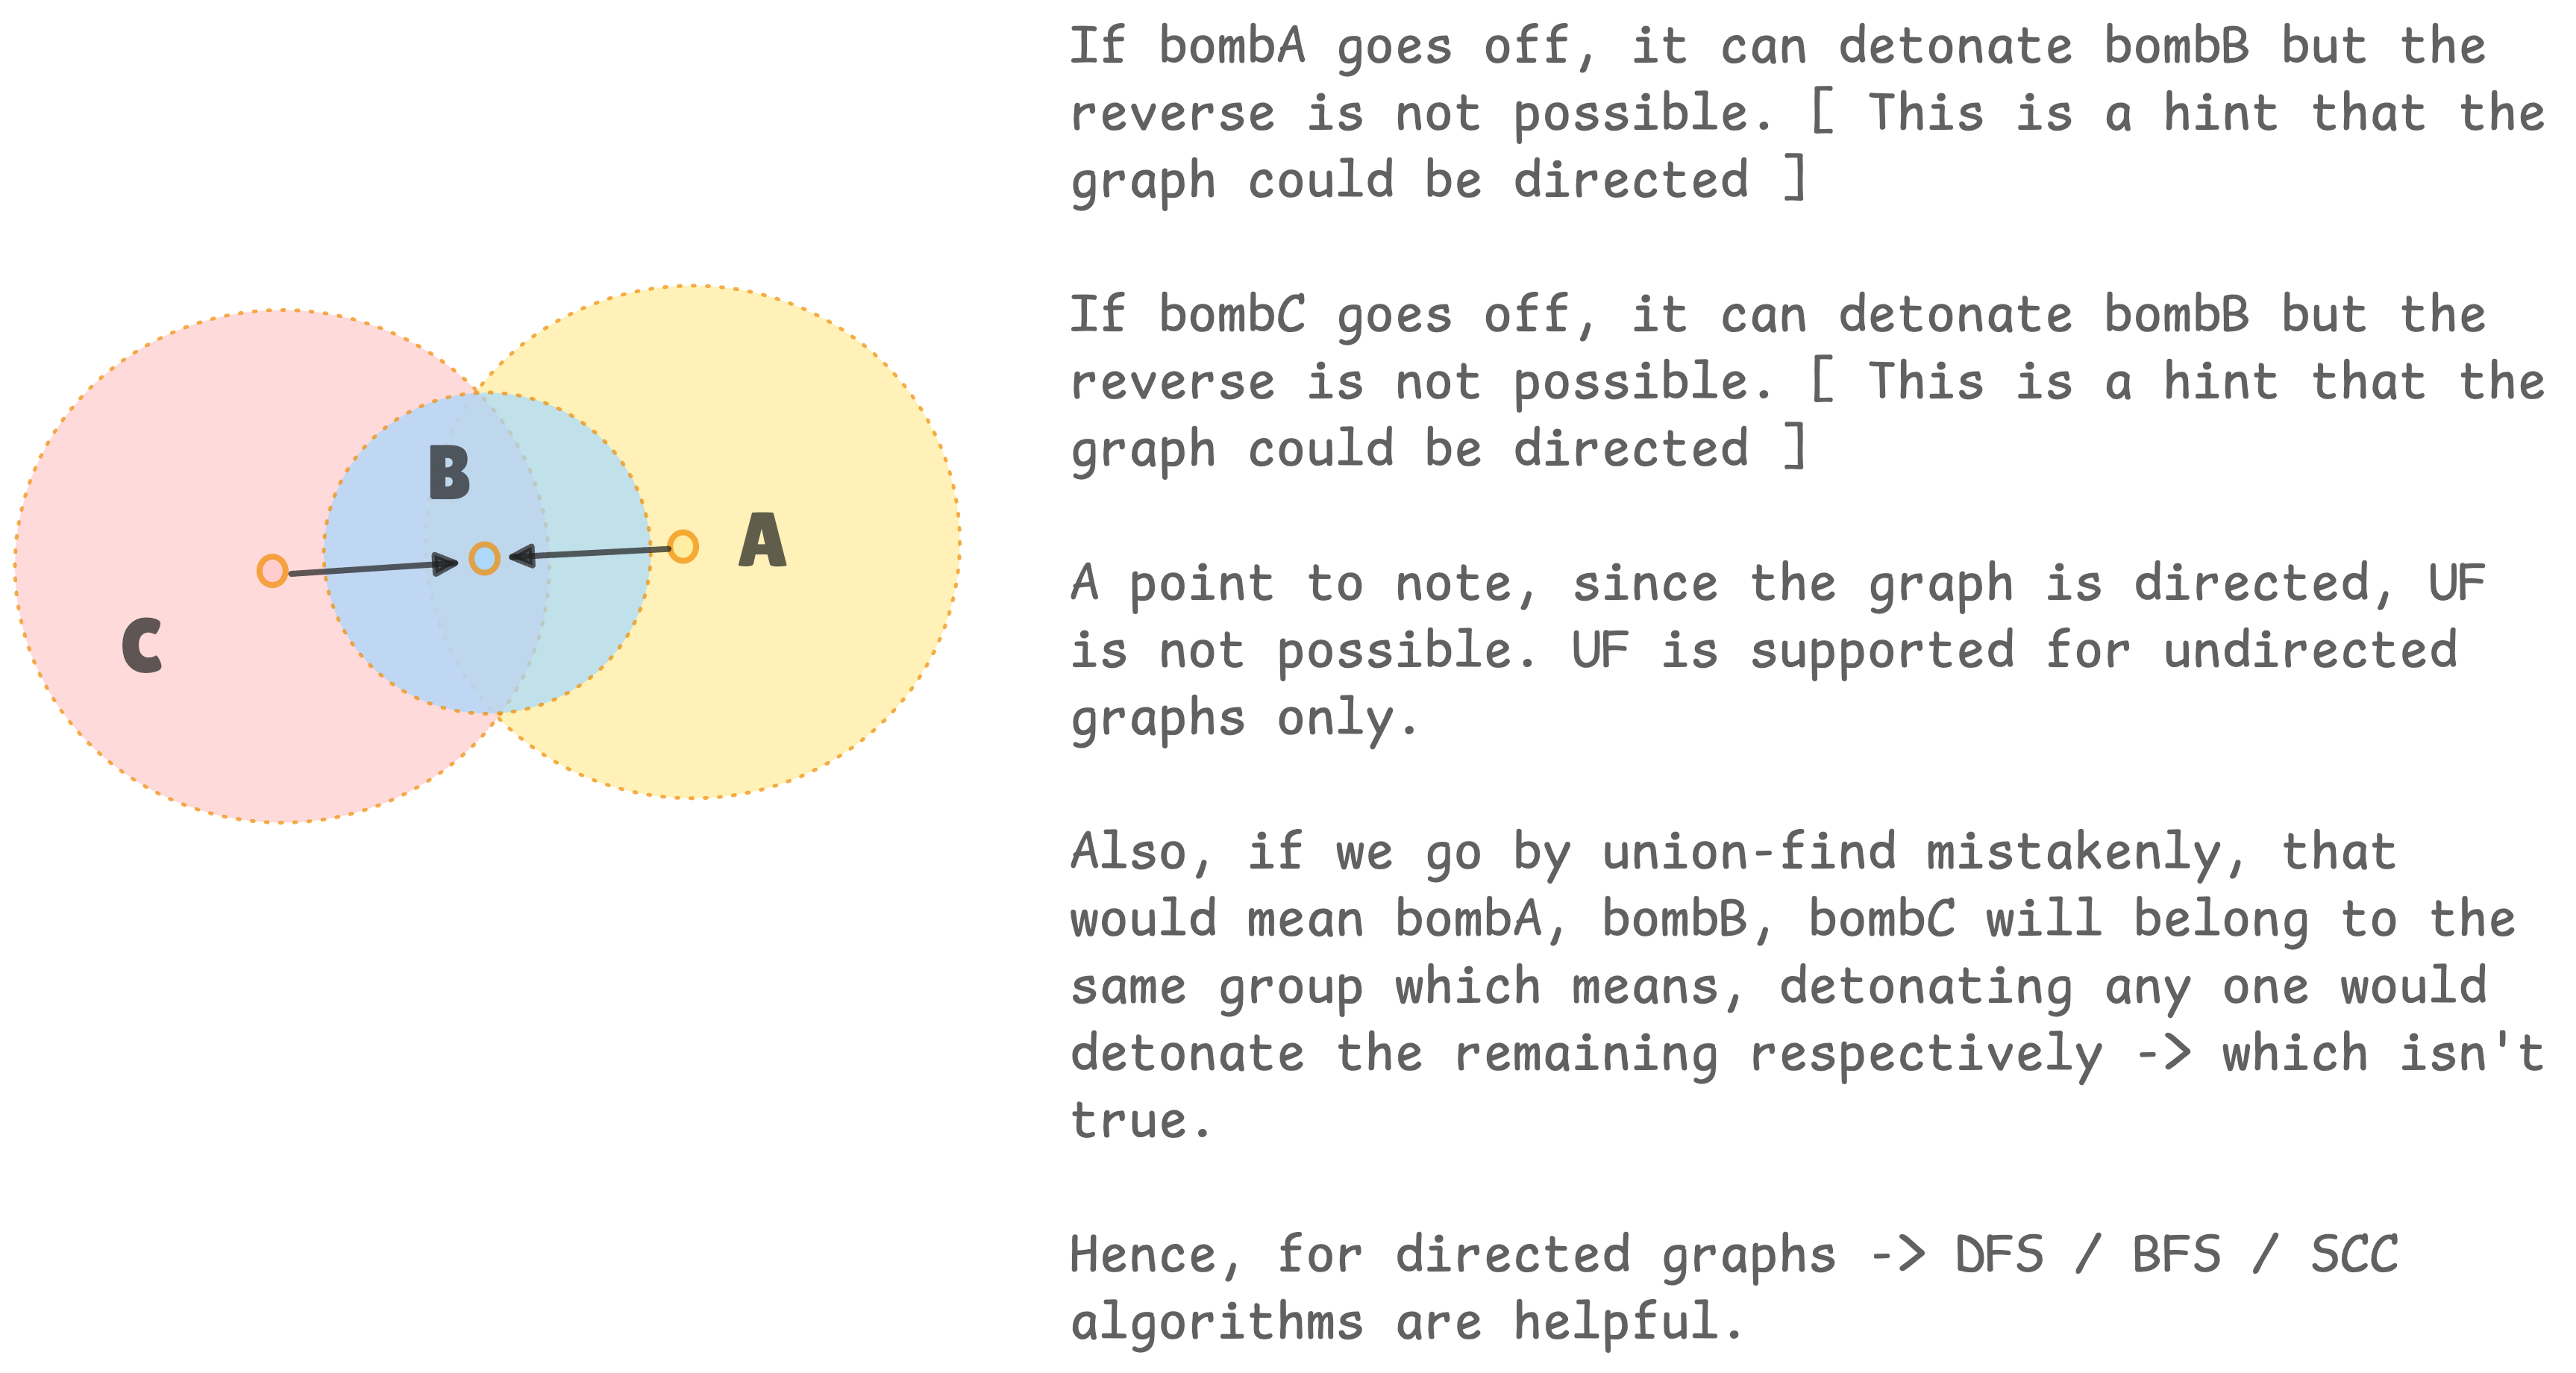 If bombA goes off, it can detonate bombB but the
reverse is not possible. [ This is a hint that the
graph could be directed ]
If bombC goes off, it can detonate bombB but the
reverse is not possible. [ This is a hint that the
graph could be directed ]
A point to note, since the graph is directed, UF
is not possible. UF is supported for undirected
graphs only.
Also, if we go by union-find mistakenly, that
would mean bombA, bombB, bombC will belong to the
same group which means, detonating any one would
detonate the remaining respectively -> which isn't
true.
Hence, for directed graphs -> DFS / BFS / SCC
algorithms are helpful.
B
A
C